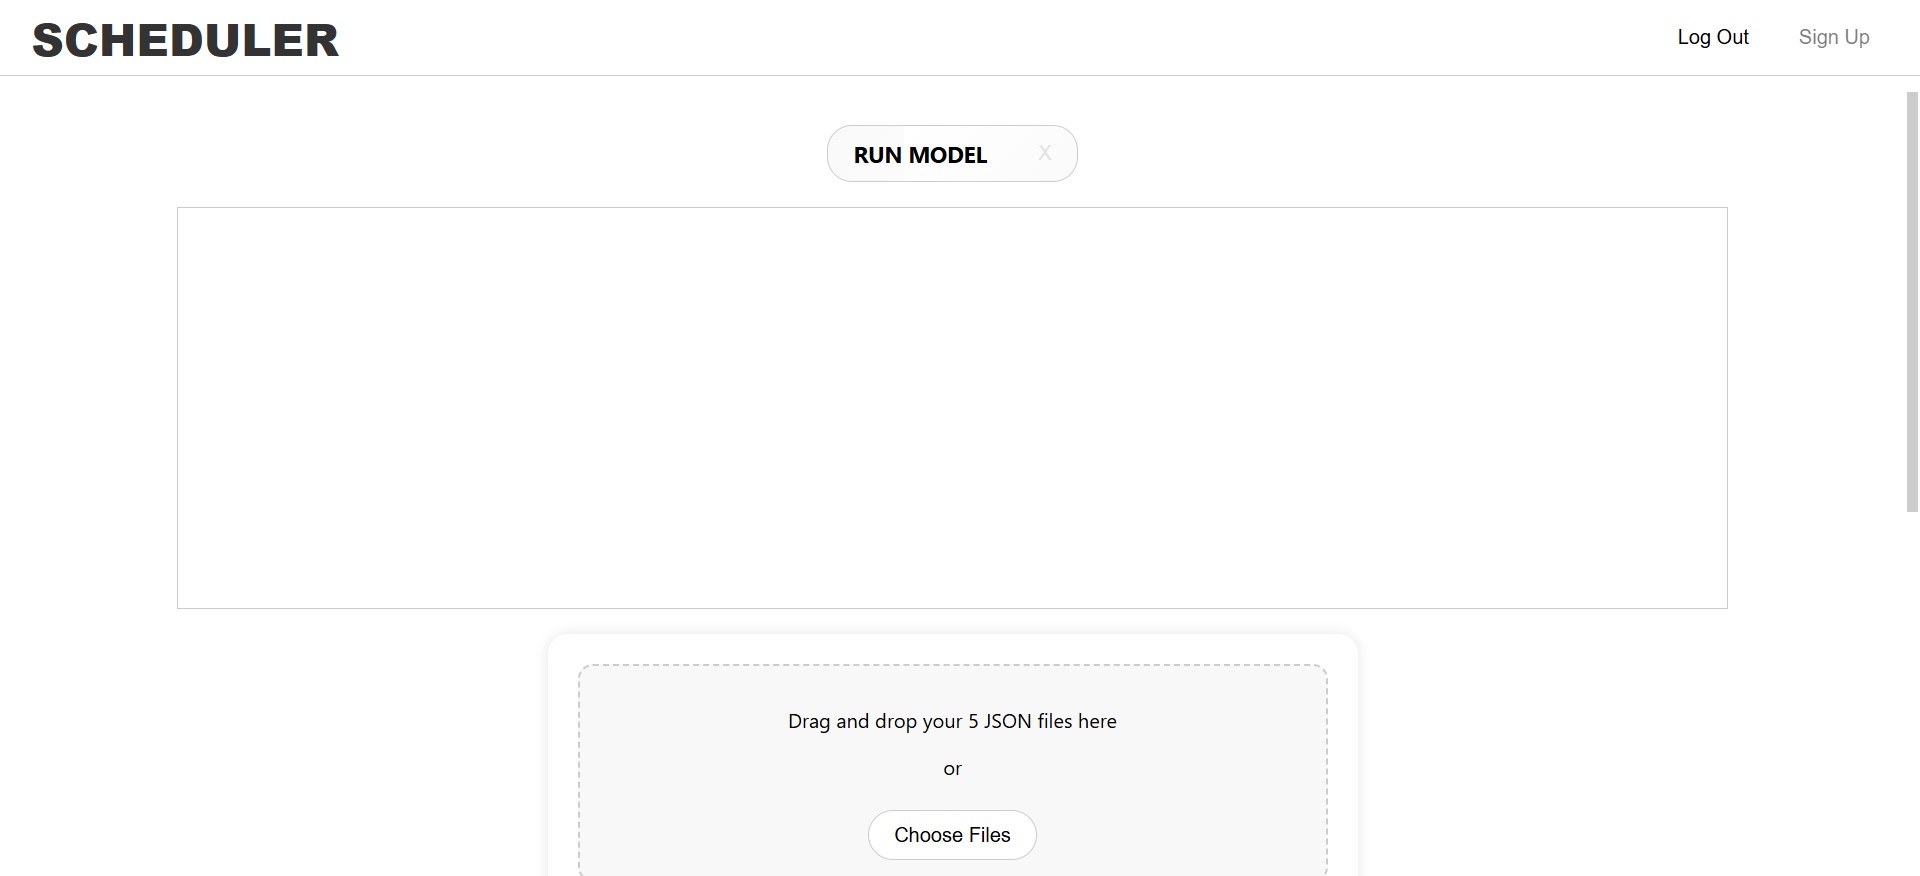 SCHEDULER
Log Out
Sign Up
RUN MODEL
X
Drag and drop your 5 JSON files here
or
Choose Files